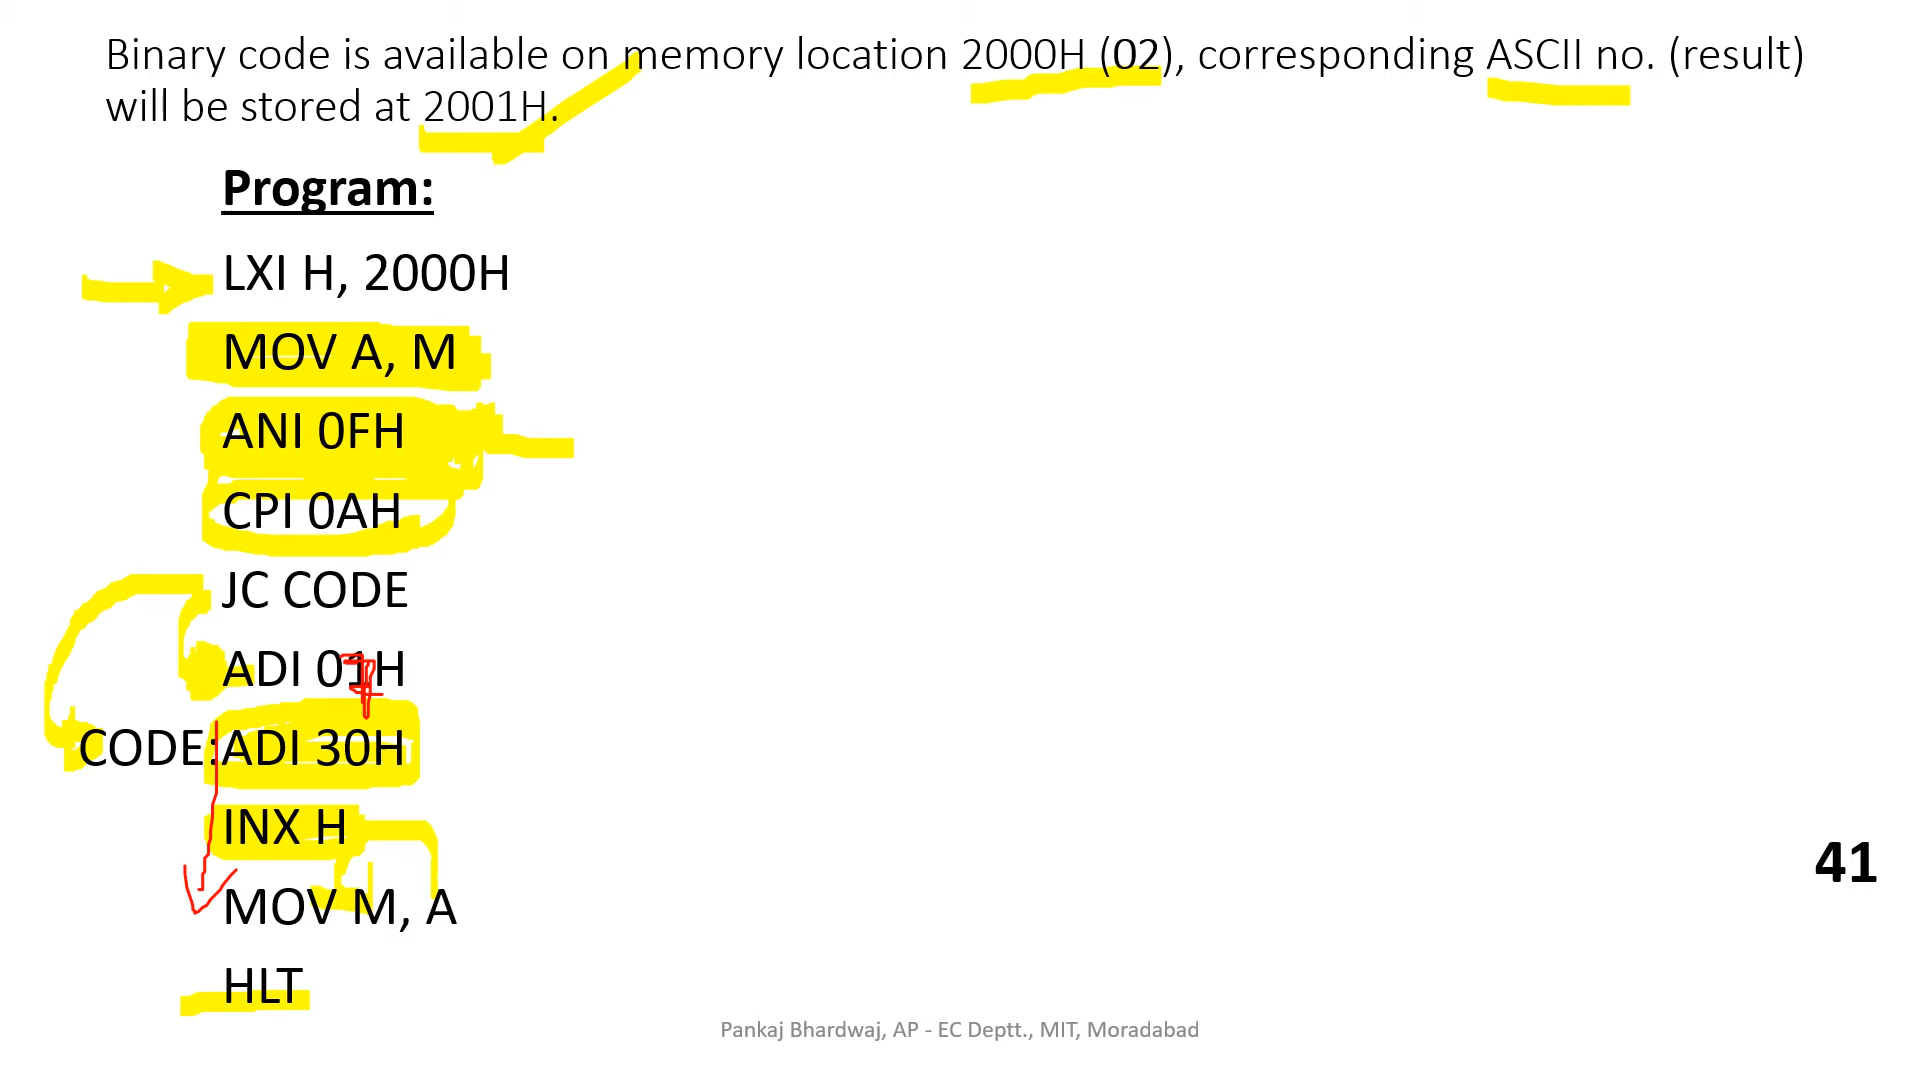 Binary code is available on memory location 2000H (02), corresponding ASCII no. (result)
will be stored at 2001H.
Program:
LXI H, 2000H
MOV A, M
ANI 0FH
CPI 0AH
JC CODE
ADI 01H
7
CODE:ADI 30H
INX H
MOV M, A
HLT
41
Pankaj Bhardwaj, AP - EC Deptt., MIT, Moradabad